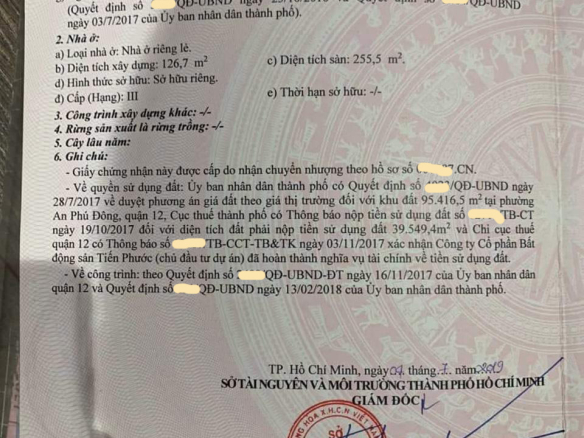 QĐ-UBND
(Quyết định số QĐ-UBND
ngày 03/7/2017 của Ủy ban nhân dân thành phố).
2. Nhà ở:
a) Loại nhà ở: Nhà ở riêng lẻ.
b) Diện tích xây dựng: 126,7 m² c) Diện tích sàn: 255,5 m².
d) Hình thức sở hữu: Sở hữu riêng.
đ) Cấp (Hạng): III e) Thời hạn sở hữu: -/-
3. Công trình xây dựng khác: -/-
4. Rừng sản xuất là rừng trồng: -/-
5. Cây lâu năm:
6. Ghi chú:
- Giấy chứng nhận này được cấp do nhận chuyển nhượng theo hồ sơ số .CN.
- Về quyền sử dụng đất: Ủy ban nhân dân thành phố có Quyết định số /QĐ-UBND ngày
28/7/2017 về duyệt phương án giá đất theo giá thị trường đối với khu đất 95.416,5 m² tại phường
An Phú Đông, quận 12, Cục thuế thành phố có Thông báo nộp tiền sử dụng đất số TB-CT
ngày 19/10/2017 đối với diện tích đất phải nộp tiền sử dụng đất 39.549,4m² và Chi cục thuế
quận 12 có Thông báo số TB-CCT-TB&TK ngày 03/11/2017 xác nhận Công ty Cổ phần Bất
động sản Tiến Phước (chủ đầu tư dự án) đã hoàn thành nghĩa vụ tài chính về tiền sử dụng đất.
- Về công trình: theo Quyết định số QĐ-UBND-ĐT ngày 16/11/2017 của Ủy ban nhân dân
quận 12 và Quyết định số QĐ-UBND ngày 13/02/2018 của Ủy ban nhân dân thành phố.
TP. Hồ Chí Minh, ngày 01 tháng 7 năm 2019
SỞ TÀI NGUYÊN VÀ MÔI TRƯỜNG THÀNH PHỐ HỒ CHÍ MINH
GIÁM ĐỐC
X.H.C.N VIỆT
SỞ